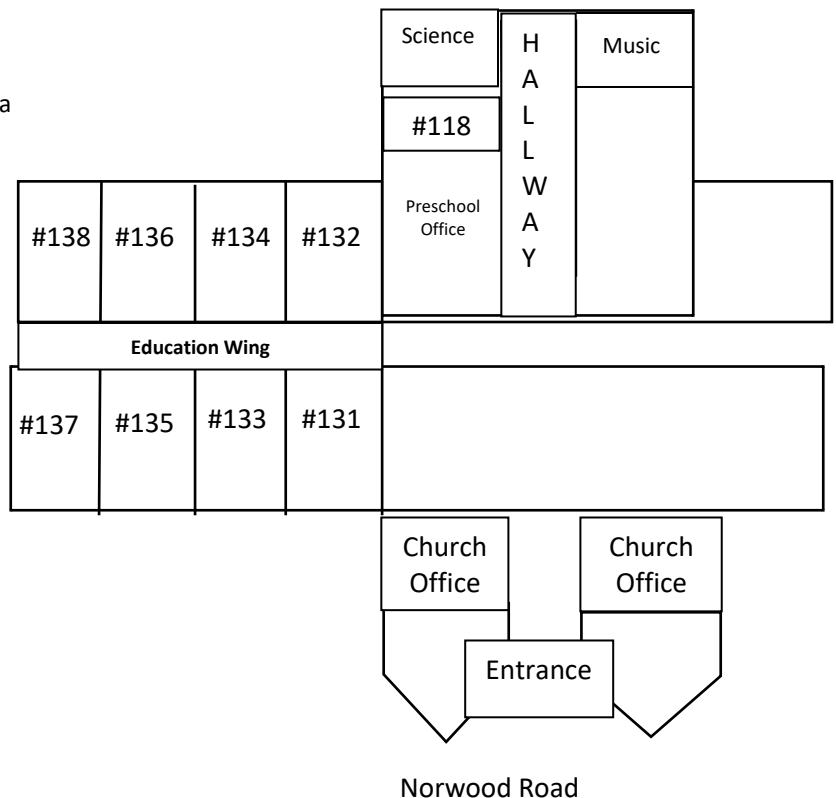 Science
H
A
L
L
W
A
Y
Music
a
#118
Preschool
Office
#138
#136
#134
#132
Education Wing
#137
#135
#133
#131
Church
Office
Church
Office
Entrance
Norwood Road